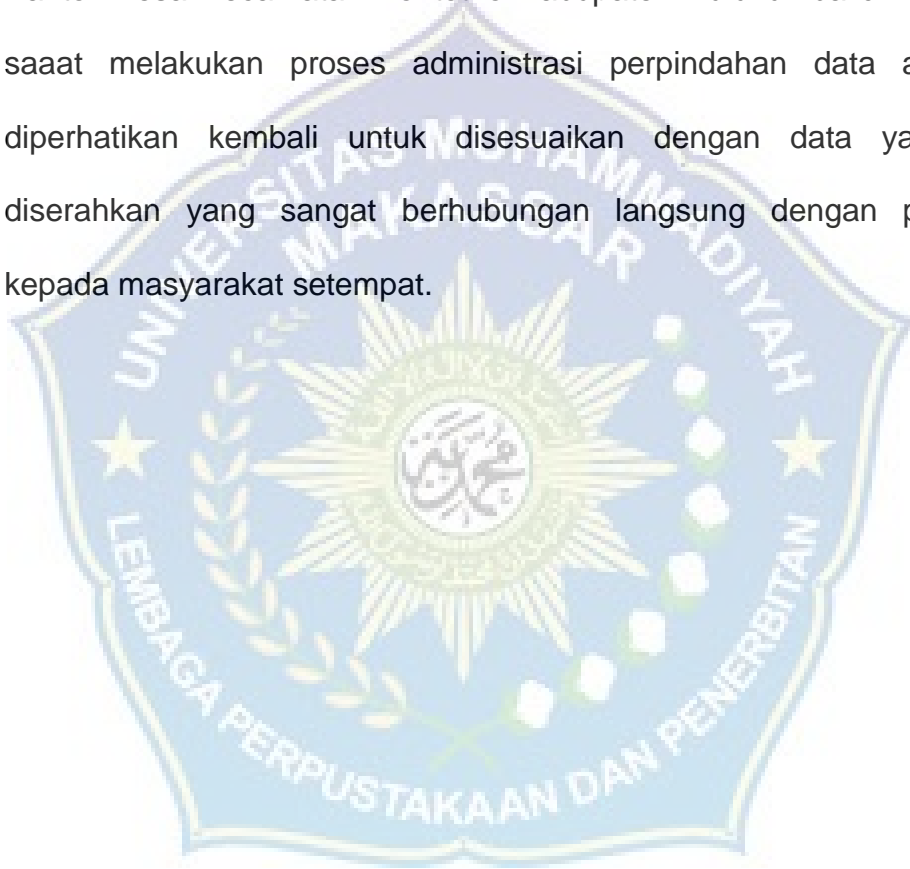 saaat melakukan proses administrasi perpindahan data
diperhatikan kembali untuk disesuaikan dengan data
diserahkan yang sangat berhubungan langsung dengan
kepada masyarakat setempat.
UNIVERSITAS MUHAMMADIYAH
MAKASSAR
LEMBAGA PERPUSTAKAAN DAN PENERBITAN